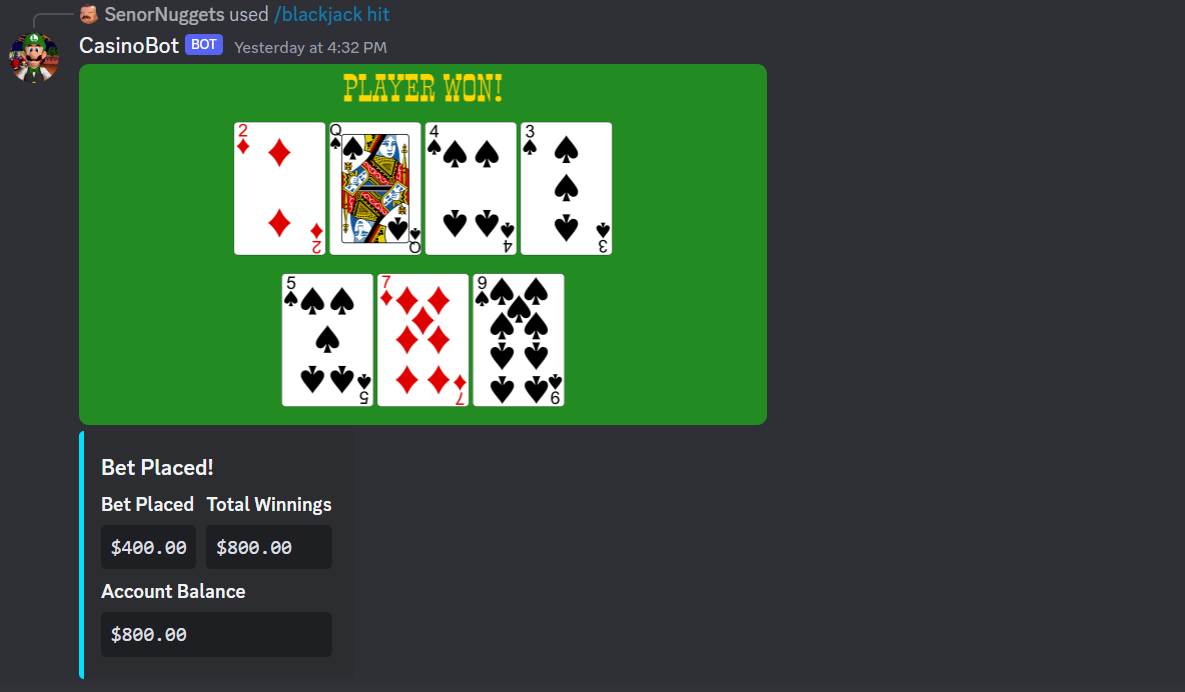 SenorNuggets used /blackjack hit
CasinoBot BOT Yesterday at 4:32 PM
PLAYER WON!
2 Q 4 3
2 Q 4 3
5 7 9
5 7 9
Bet Placed!
Bet Placed Total Winnings
$400.00 $800.00
Account Balance
$800.00